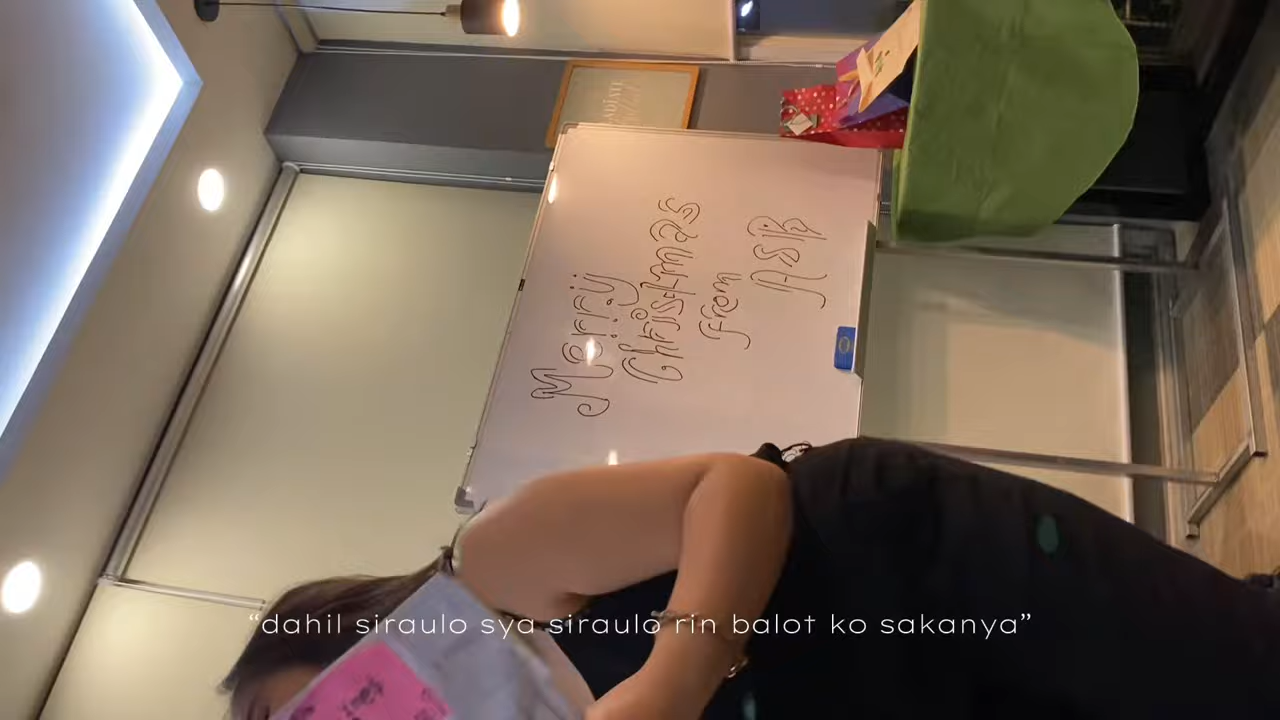 Merry
Christmas
from
ASB
"dahil siraulo sya siraulo rin balot ko sakanya"